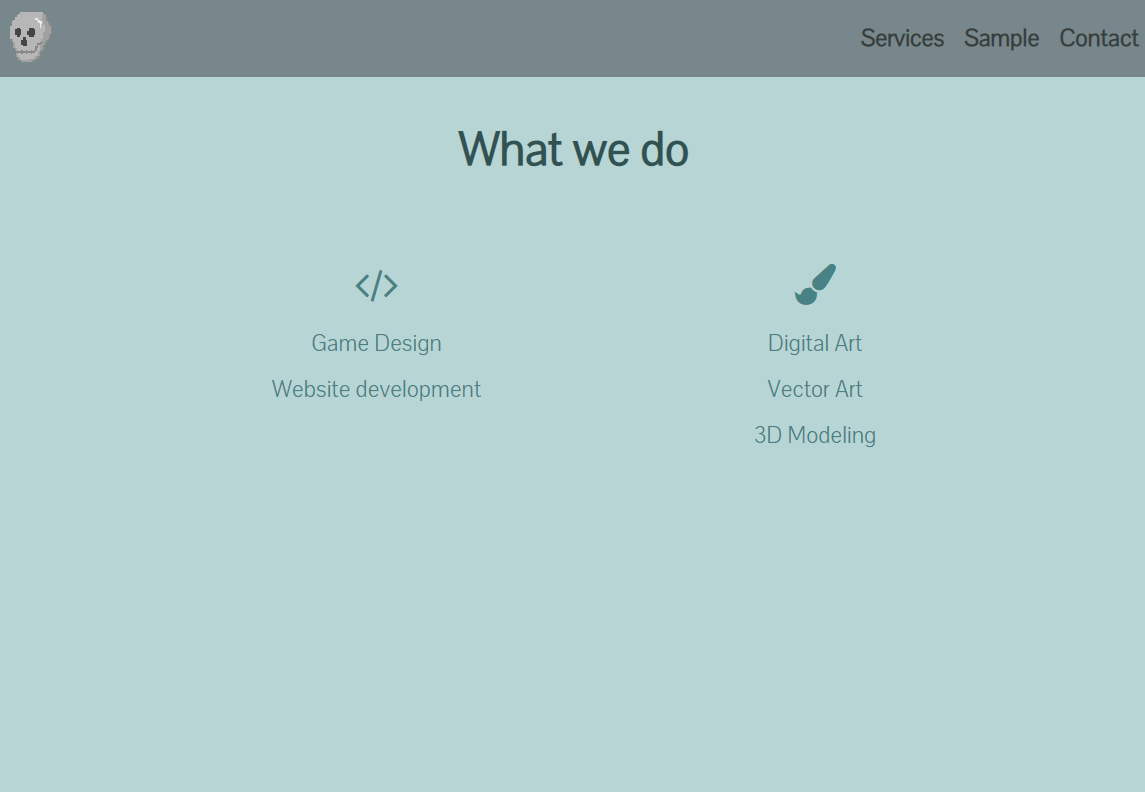 Services Sample Contact
What we do
Game Design
Website development
Digital Art
Vector Art
3D Modeling